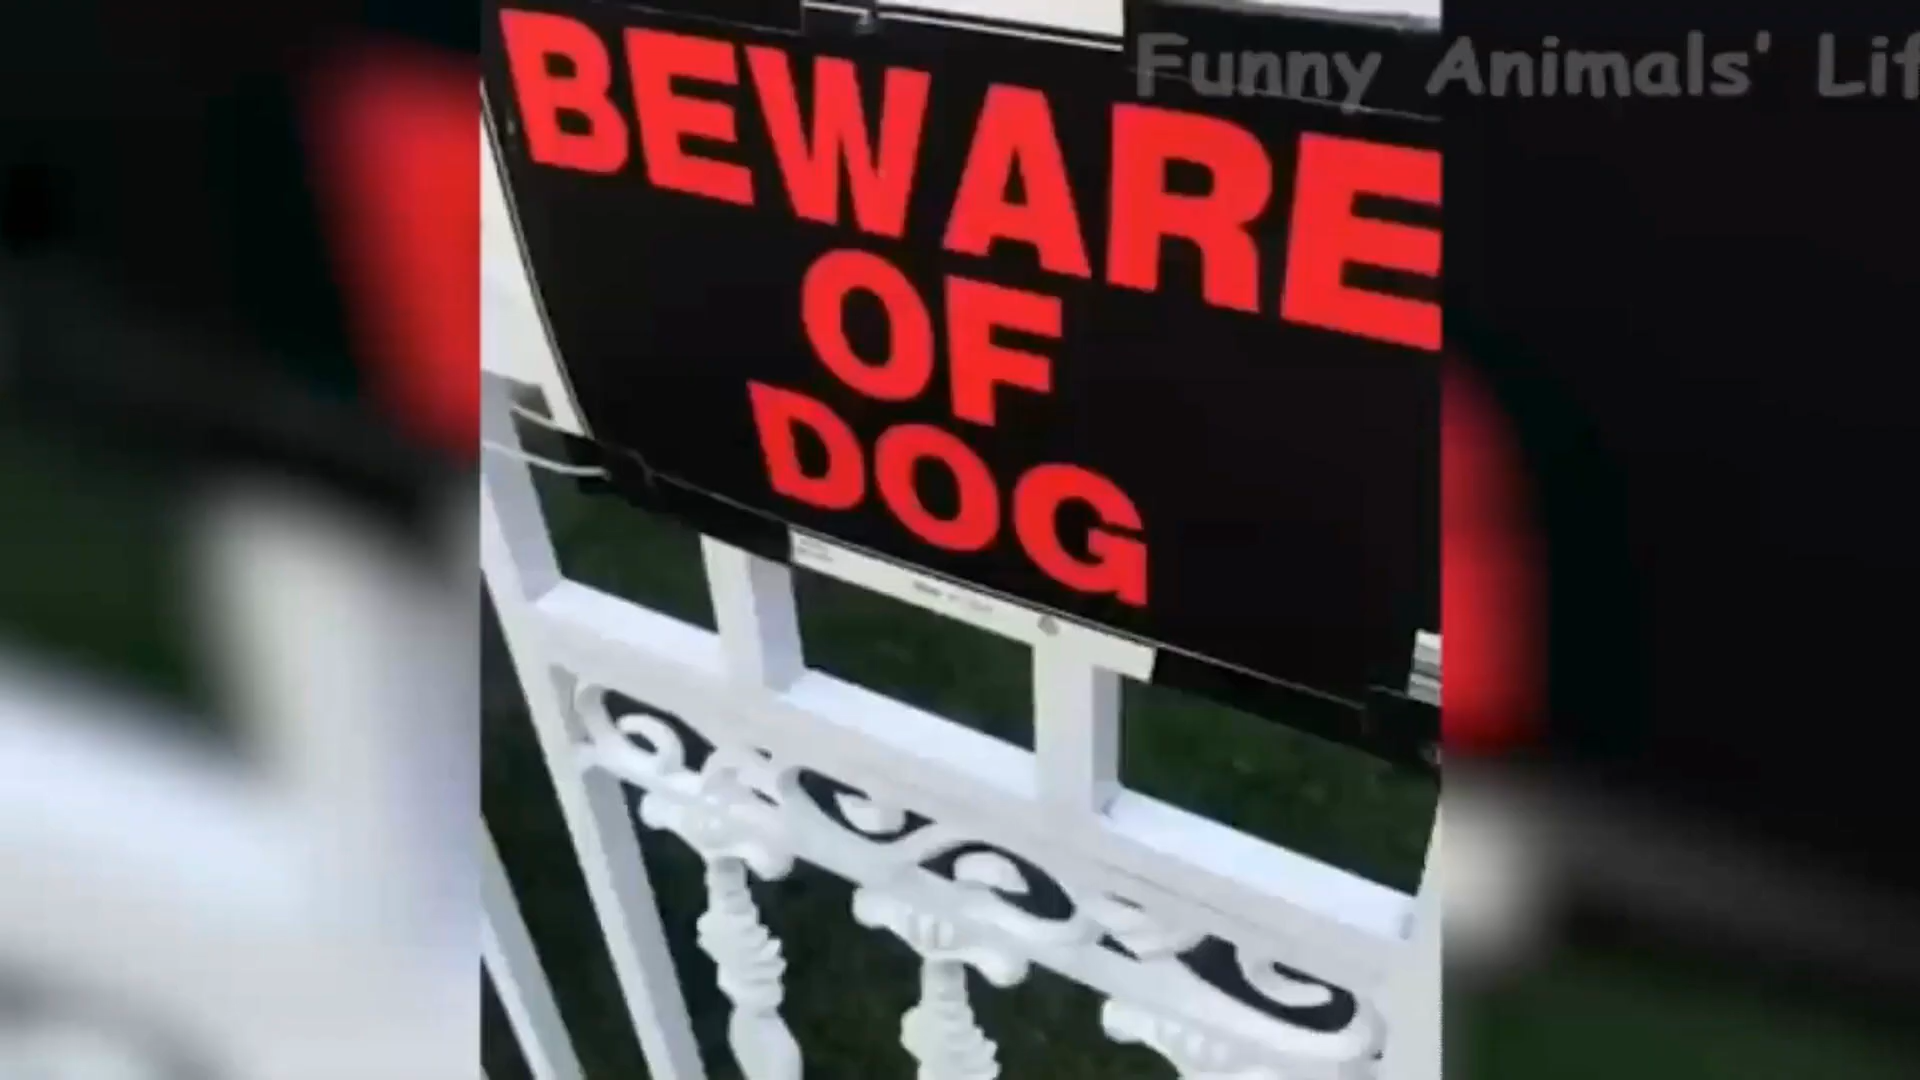 Funny Animals' Lif
BEWARE
OF
DOG